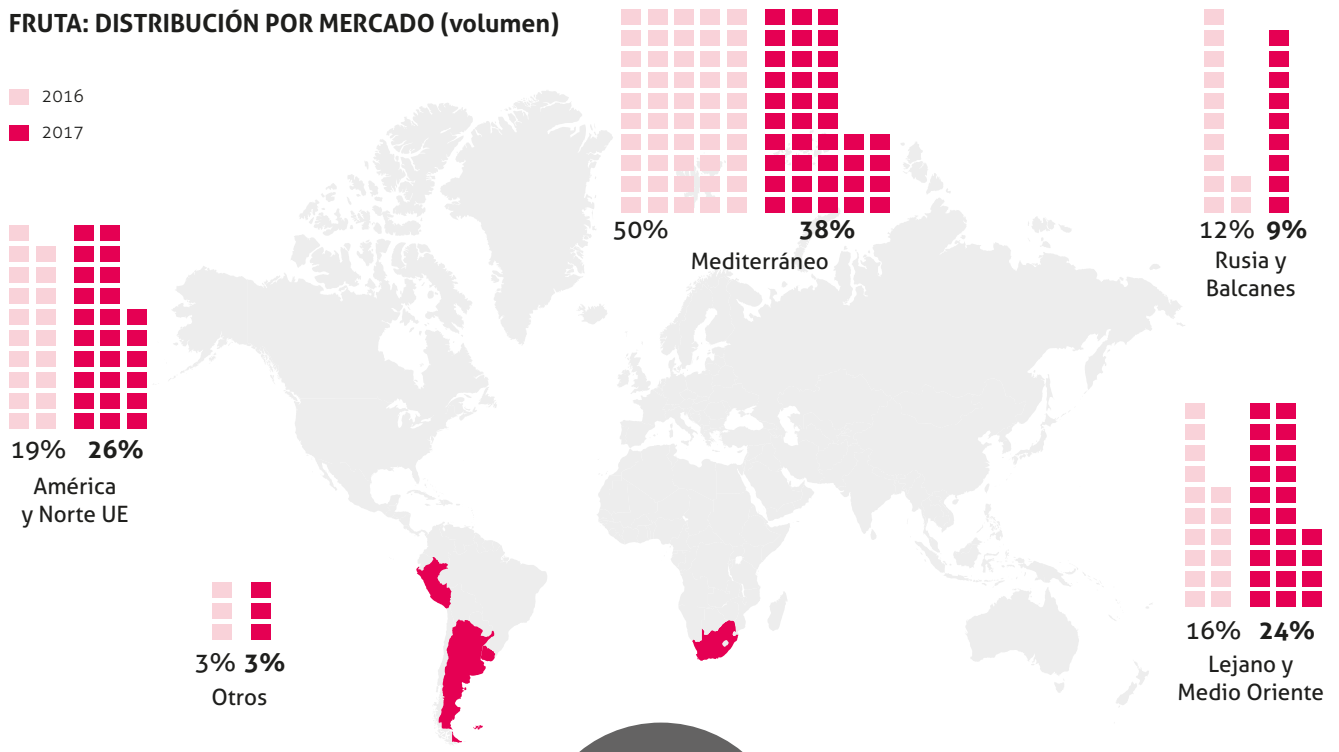 FRUTA: DISTRIBUCIÓN POR MERCADO (volumen)
2016
2017
50% 38%
Mediterráneo
12% 9%
Rusia y
Balcanes
19% 26%
América
y Norte UE
16% 24%
Lejano y
Medio Oriente
3% 3%
Otros